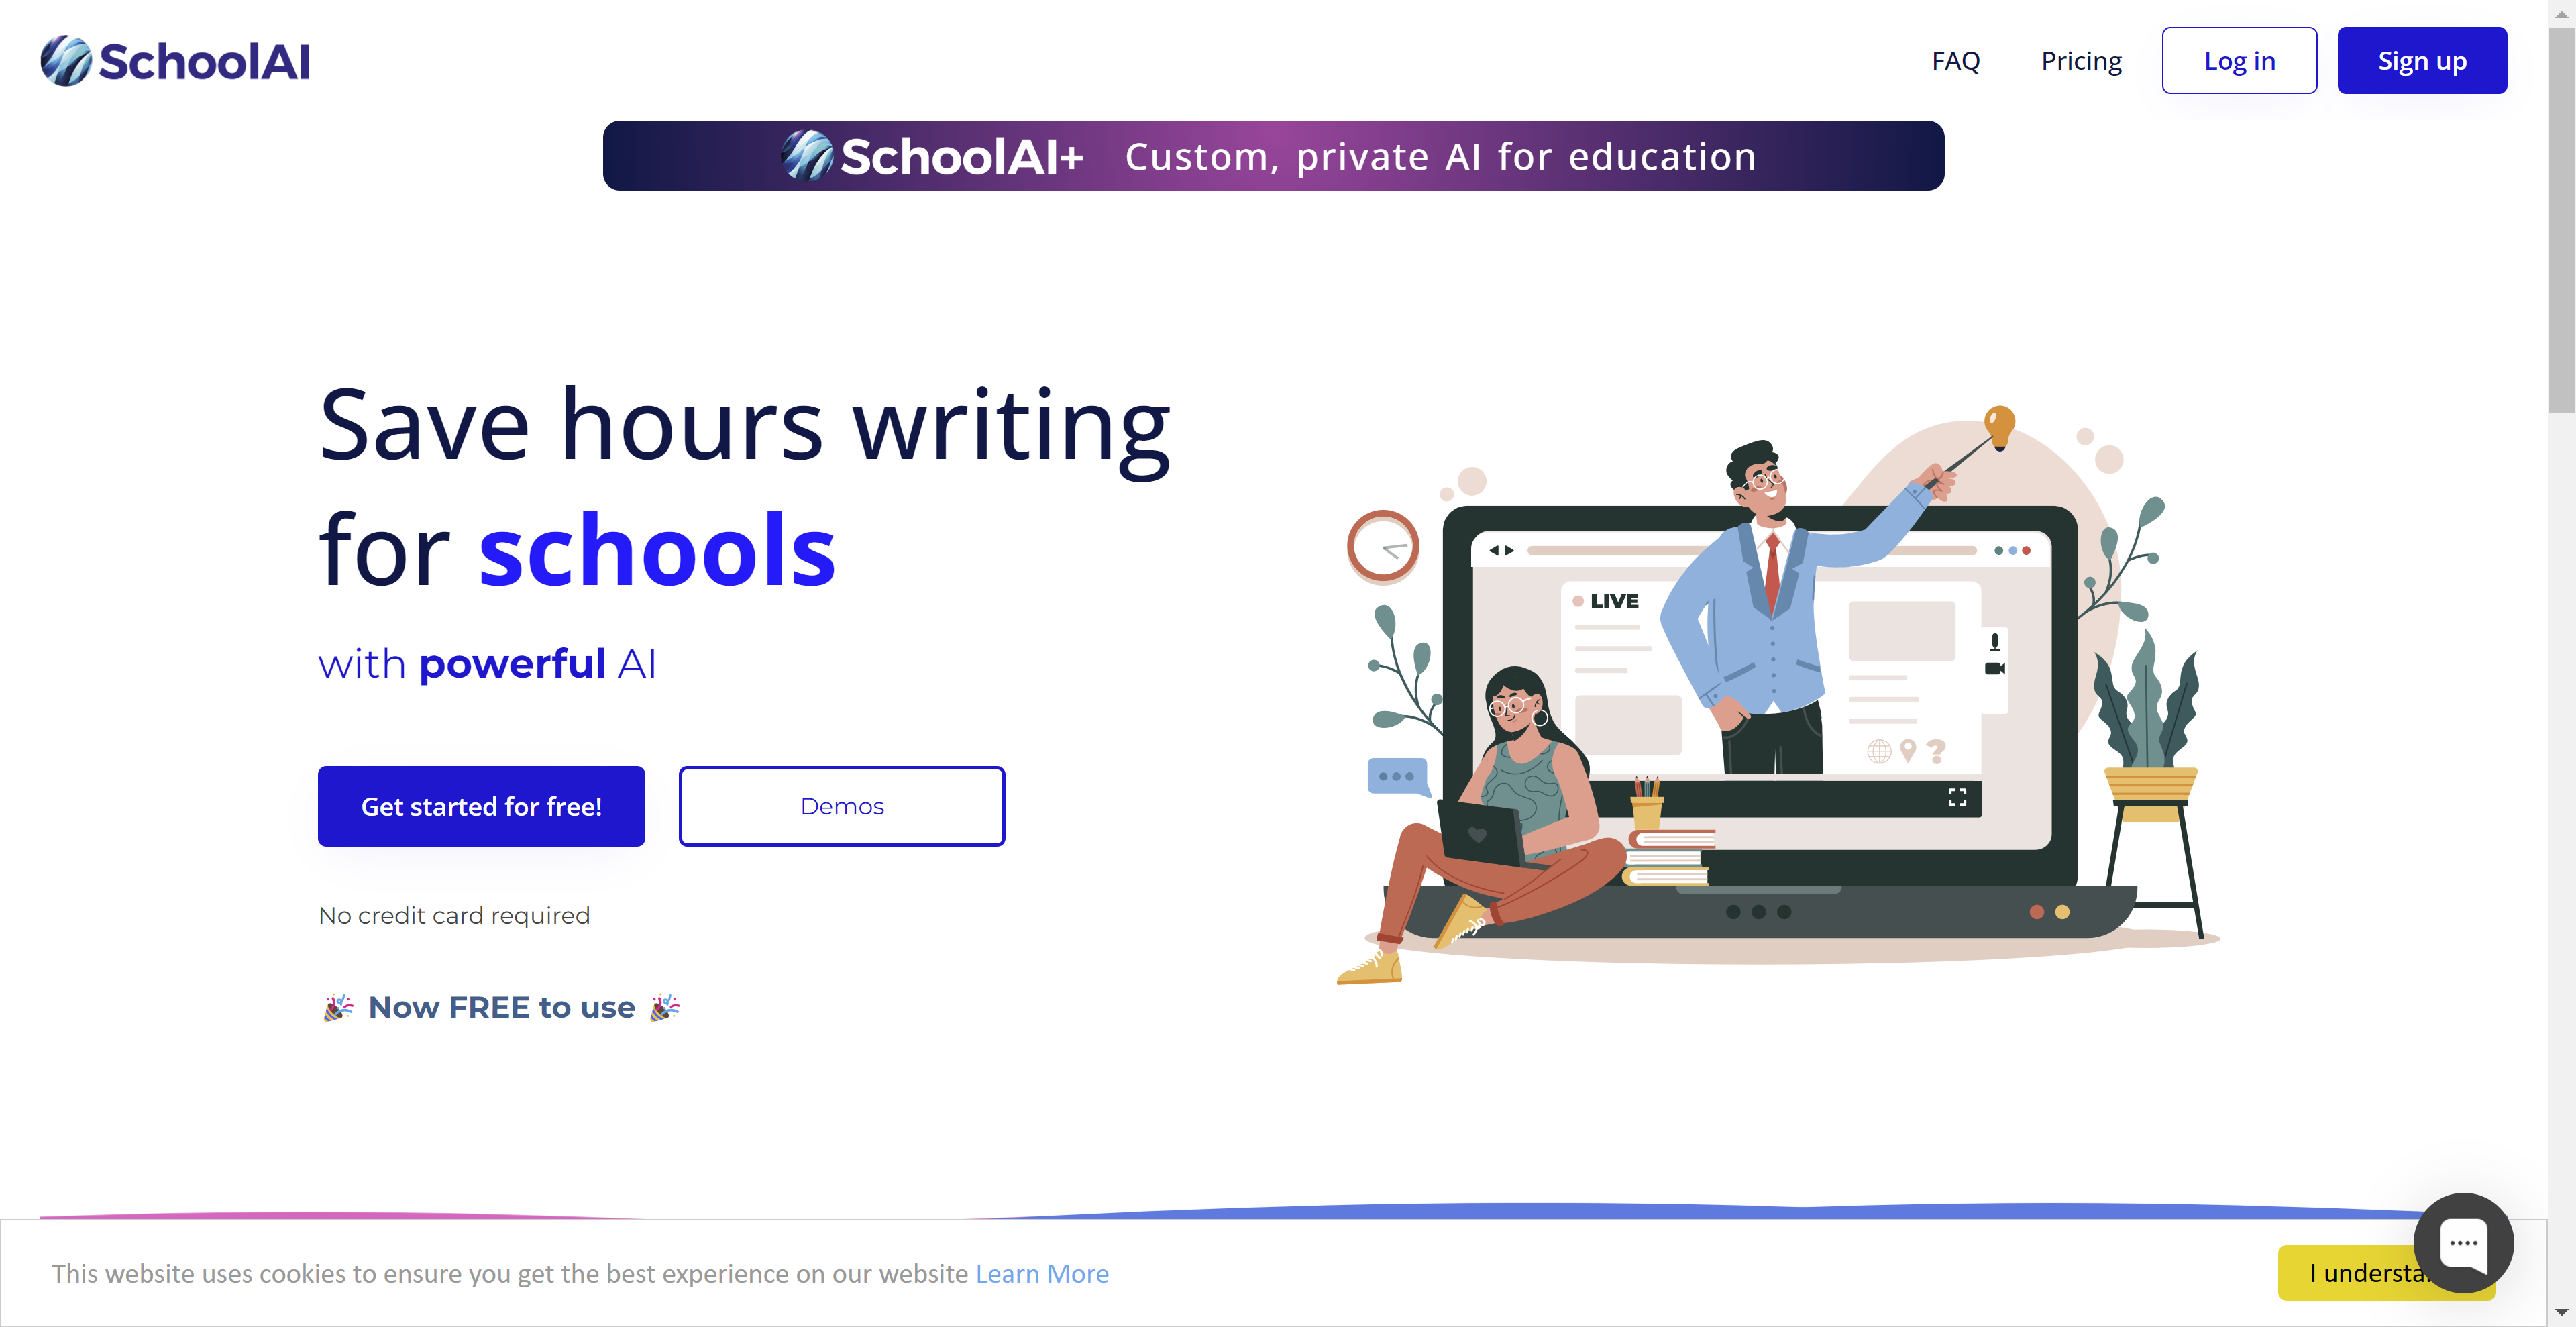 SchoolAI
FAQ
Pricing
Log in
Sign up
SchoolAI+ Custom, private AI for education
Save hours writing
for schools
with powerful AI
Get started for free!
Demos
No credit card required
🎉 Now FREE to use 🎉
LIVE
This website uses cookies to ensure you get the best experience on our website Learn More
I